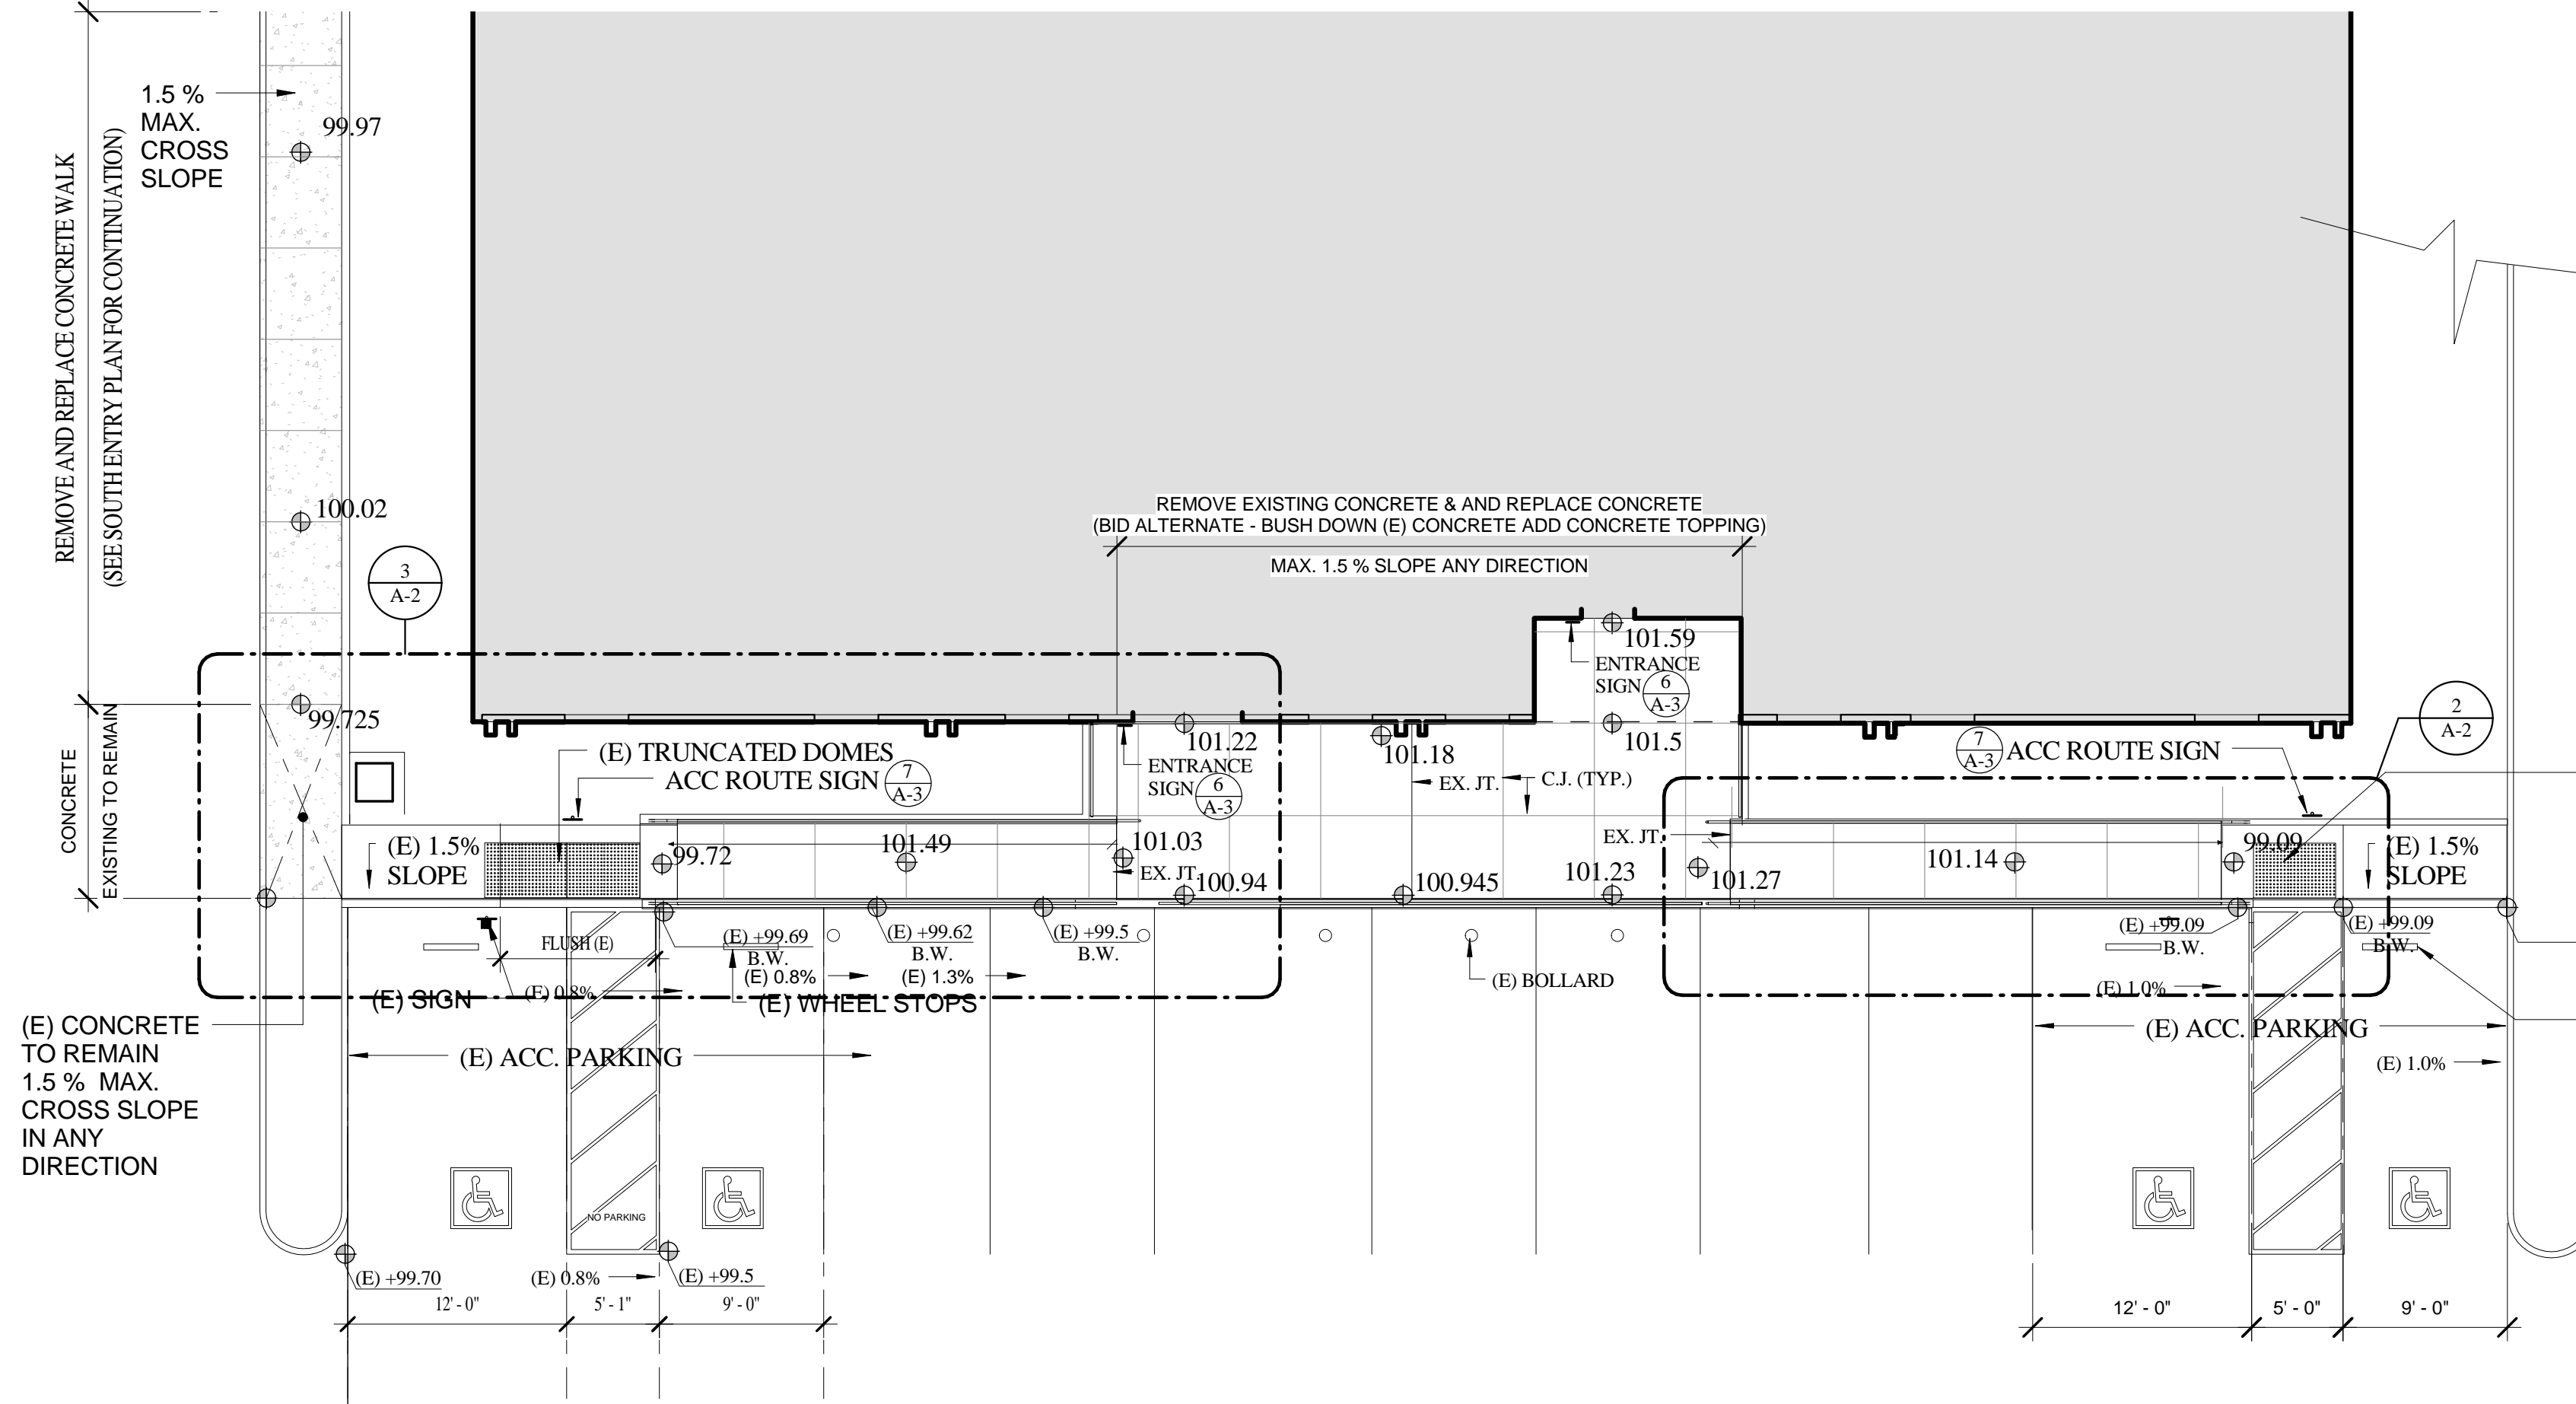 1.5 %
MAX.
CROSS
SLOPE
99.97
REMOVE AND REPLACE CONCRETE WALK
(SEE SOUTH ENTRY PLAN FOR CONTINUATION)
100.02
REMOVE EXISTING CONCRETE & AND REPLACE CONCRETE
(BID ALTERNATE - BUSH DOWN (E) CONCRETE ADD CONCRETE TOPPING)
MAX. 1.5 % SLOPE ANY DIRECTION
3
A-2
101.59
ENTRANCE
SIGN
6
A-3
2
A-2
99.725
CONCRETE
EXISTING TO REMAIN
(E) TRUNCATED DOMES
ACC ROUTE SIGN
7
A-3
101.22
ENTRANCE
SIGN
6
A-3
101.18
EX. JT.
C.J. (TYP.)
101.5
7
A-3
ACC ROUTE SIGN
(E) 1.5%
SLOPE
99.72
101.49
101.03
EX. JT.
100.94
100.945
101.23
EX. JT.
101.27
101.14
99.09
(E) 1.5%
SLOPE
FLUSH (E)
(E) +99.69
B.W.
(E) +99.62
B.W.
(E) +99.5
B.W.
(E) 0.8%
(E) 1.3%
(E) BOLLARD
(E) +99.09
B.W.
(E) +99.09
B.W.
(E) SIGN
(E) 0.8%
(E) WHEEL STOPS
(E) 1.0%
(E) CONCRETE
TO REMAIN
1.5 % MAX.
CROSS SLOPE
IN ANY
DIRECTION
(E) ACC. PARKING
(E) ACC. PARKING
(E) 1.0%
NO PARKING
(E) +99.70
(E) 0.8%
(E) +99.5
12' - 0"
5' - 1"
9' - 0"
12' - 0"
5' - 0"
9' - 0"